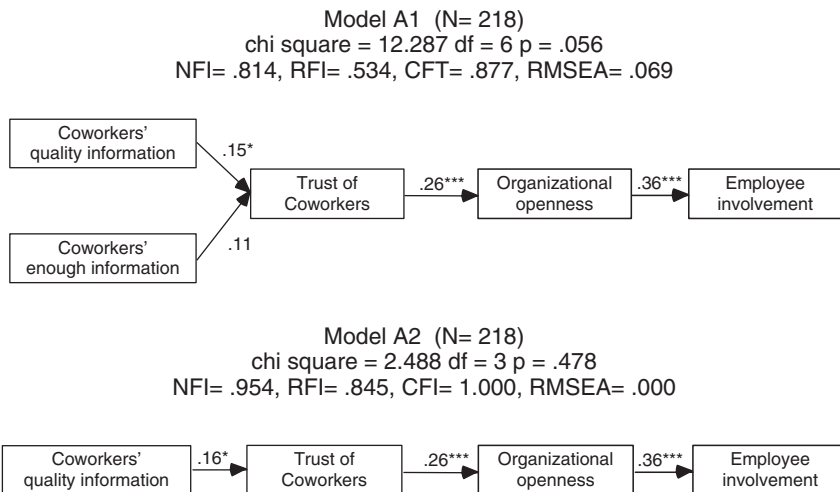 Model A1 (N= 218)
chi square = 12.287 df = 6 p = .056
NFI= .814, RFI= .534, CFT= .877, RMSEA= .069
Coworkers'
quality information
.15*
Trust of
Coworkers
.26***
Organizational
openness
.36***
Employee
involvement
Coworkers'
enough information
.11
Model A2 (N= 218)
chi square = 2.488 df = 3 p = .478
NFI= .954, RFI= .845, CFI= 1.000, RMSEA= .000
Coworkers'
quality information
.16*
Trust of
Coworkers
.26***
Organizational
openness
.36***
Employee
involvement